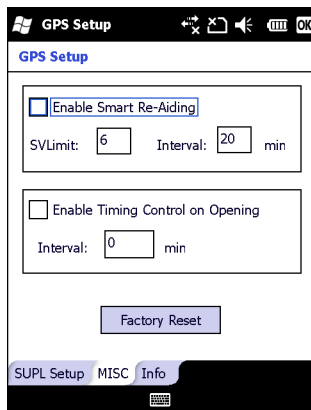 GPS Setup
OK
GPS Setup
Enable Smart Re-Aiding
SVLimit: 6 Interval: 20 min
Enable Timing Control on Opening
Interval: 0 min
Factory Reset
SUPL Setup MISC Info